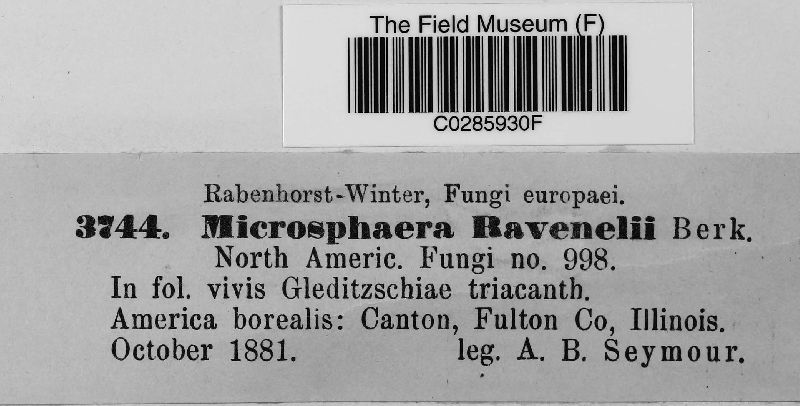 The Field Museum (F)
C0285930F
Rabenhorst-Winter, Fungi europaei.
3744. Microsphaera Ravenelii Berk.
North Americ. Fungi no. 998.
In fol. vivis Gleditzschiae triacanth.
America borealis: Canton, Fulton Co, Illinois.
October 1881. leg. A. B. Seymour.